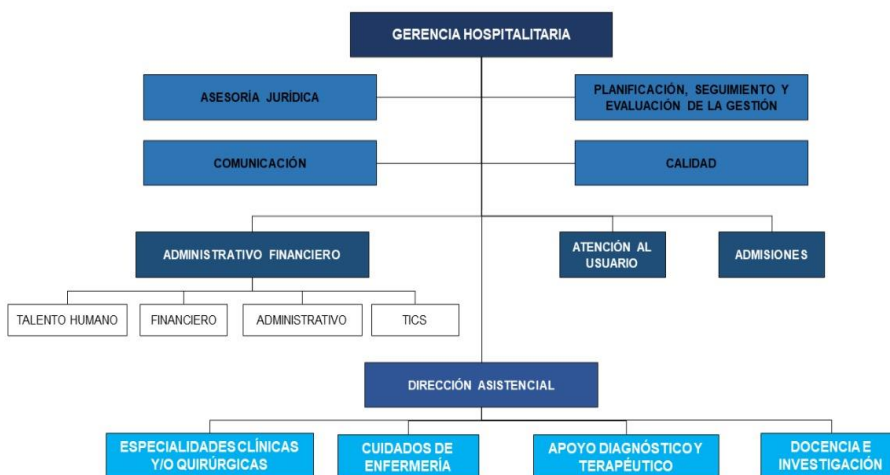 GERENCIA HOSPITALITARIA
ASESORÍA JURÍDICA
PLANIFICACIÓN, SEGUIMIENTO Y
EVALUACIÓN DE LA GESTIÓN
COMUNICACIÓN
CALIDAD
ADMINISTRATIVO FINANCIERO
ATENCIÓN AL
USUARIO
ADMISIONES
TALENTO HUMANO
FINANCIERO
ADMINISTRATIVO
TICS
DIRECCIÓN ASISTENCIAL
ESPECIALIDADES CLÍNICAS
Y/O QUIRÚRGICAS
CUIDADOS DE
ENFERMERÍA
APOYO DIAGNÓSTICO Y
TERAPÉUTICO
DOCENCIA E
INVESTIGACIÓN